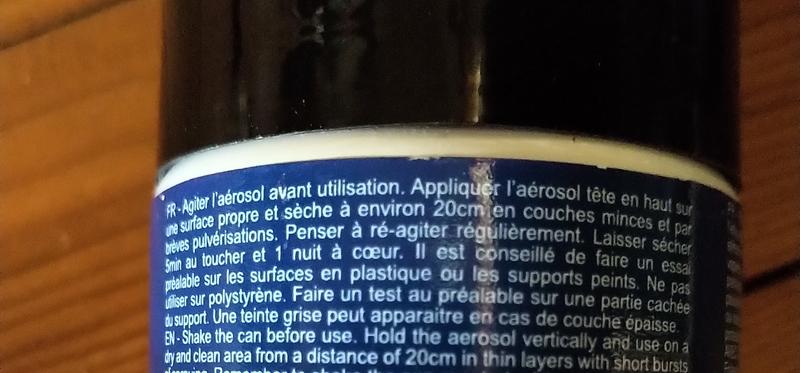 FR - Agiter l'aérosol avant utilisation. Appliquer l'aérosol tête en haut sur
une surface propre et sèche à environ 20cm en couches minces et par
brèves pulvérisations. Penser à ré-agiter régulièrement. Laisser sécher
5min au toucher et 1 nuit à cœur. Il est conseillé de faire un essai
préalable sur les surfaces en plastique ou les supports peints. Ne pas
utiliser sur polystyrène. Faire un test au préalable sur une partie cachée
du support. Une teinte grise peut apparaitre en cas de couche épaisse.
EN - Shake the can before use. Hold the aerosol vertically and use on a
dry and clean area from a distance of 20cm in thin layers with short bursts